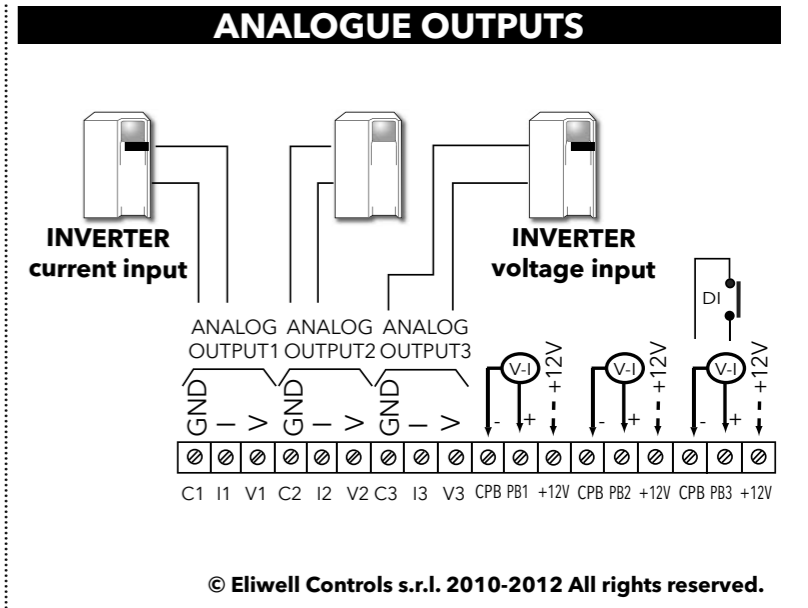 ANALOGUE OUTPUTS
INVERTER
current input
INVERTER
voltage input
DI
ANALOG OUTPUT1
ANALOG OUTPUT2
ANALOG OUTPUT3
GND I V GND I V GND I V
V-I - + +12V
V-I - + +12V
V-I - + +12V
C1 I1 V1 C2 I2 V2 C3 I3 V3 CPB PB1 +12V CPB PB2 +12V CPB PB3 +12V
© Eliwell Controls s.r.l. 2010-2012 All rights reserved.